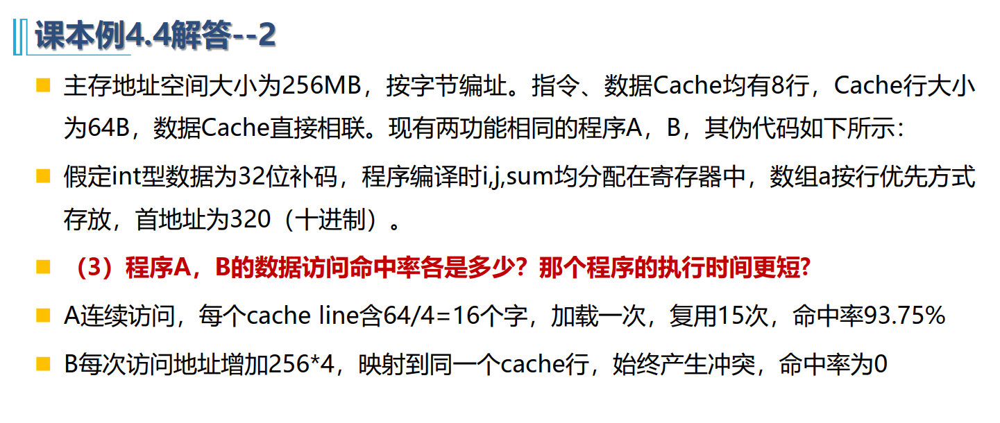 课本例4.4解答--2
主存地址空间大小为256MB，按字节编址。指令、数据Cache均有8行，Cache行大小
为64B，数据Cache直接相联。现有两功能相同的程序A，B，其伪代码如下所示：
假定int型数据为32位补码，程序编译时i,j,sum均分配在寄存器中，数组a按行优先方式
存放，首地址为320（十进制）。
（3）程序A，B的数据访问命中率各是多少？那个程序的执行时间更短?
A连续访问，每个cache line含64/4=16个字，加载一次，复用15次，命中率93.75%
B每次访问地址增加256*4，映射到同一个cache行，始终产生冲突，命中率为0